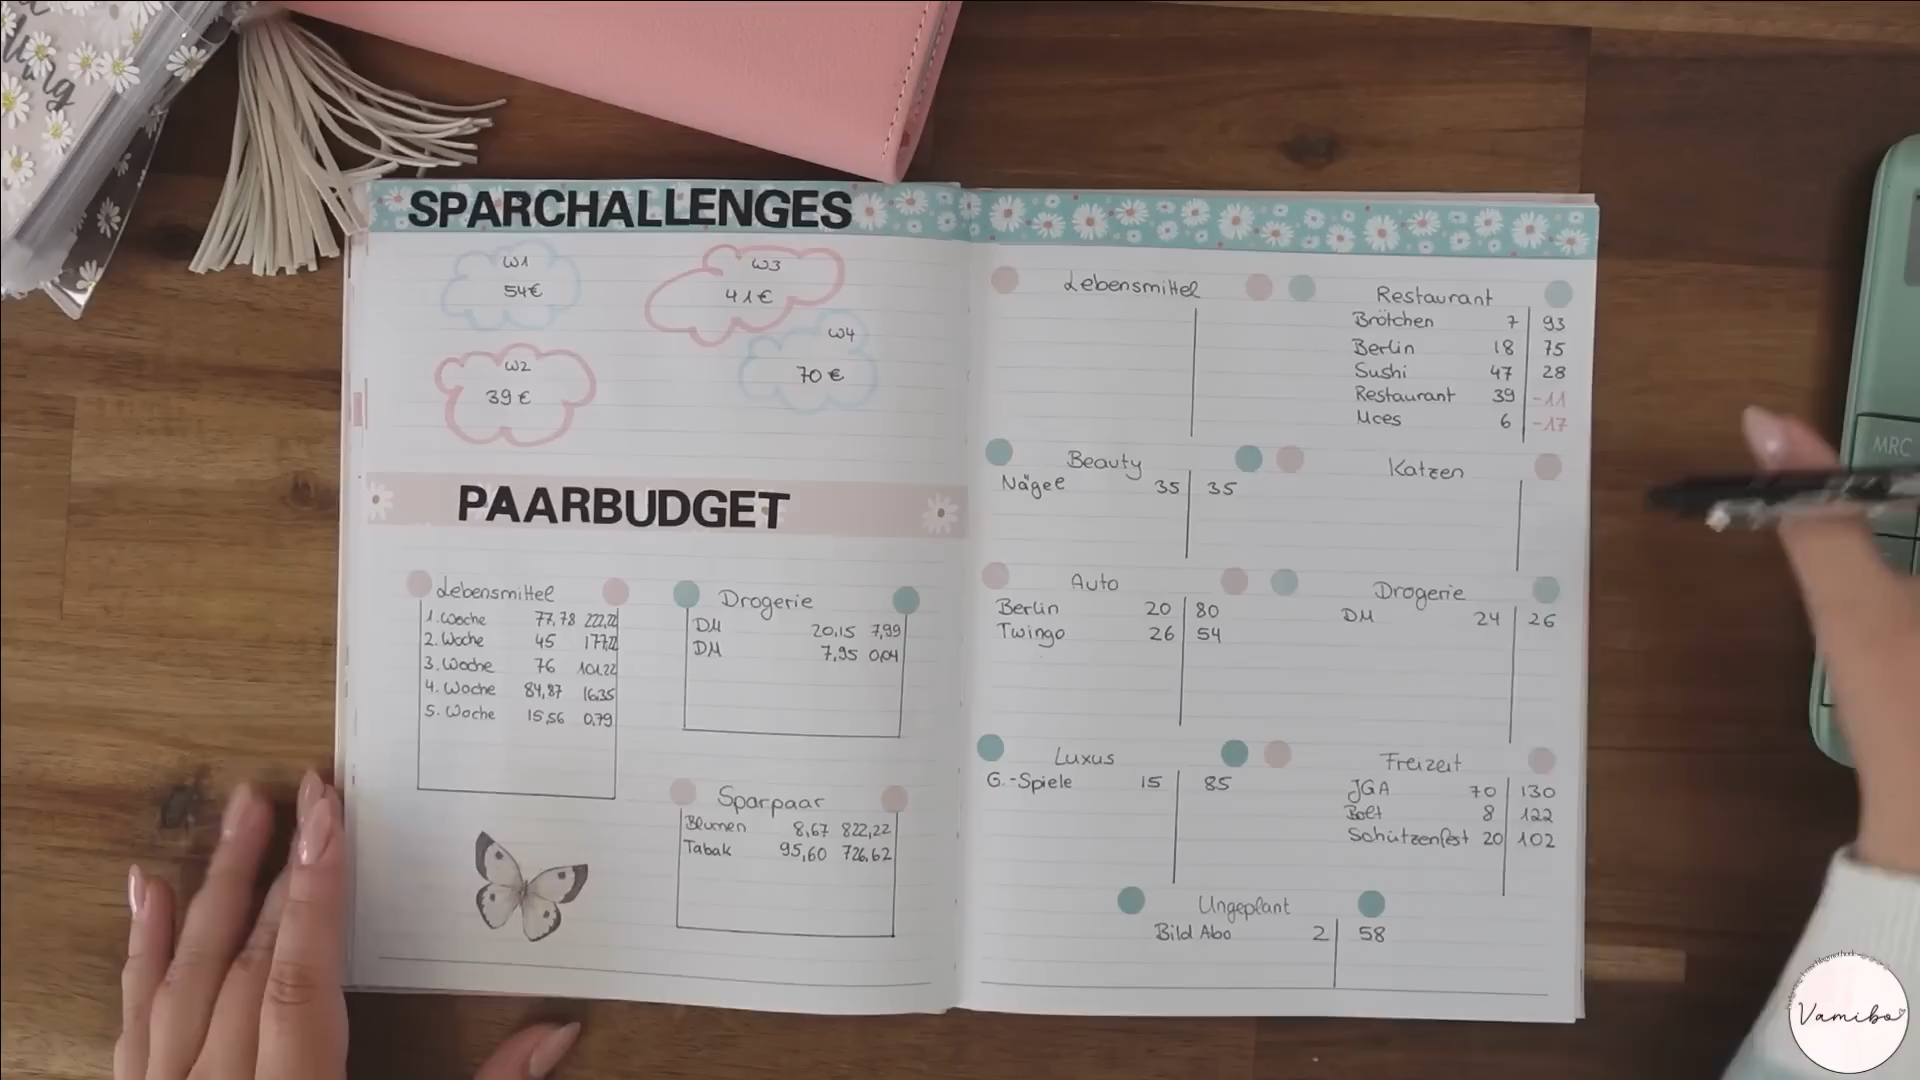 SPARCHALLENGES
W1
54€
W3
41€
W4
70€
W2
39€
PAARBUDGET
Lebensmittel
1. Woche 77,78 222,22
2. Woche 45 177,22
3. Woche 76 101,22
4. Woche 84,87 16,35
5. Woche 15,56 0,79
Drogerie
DM 20,15 7,99
DM 7,95 0,04
Sparpaar
Blumen 8,67 822,22
Tabak 95,60 726,62
Lebensmittel
Restaurant
Brötchen 7 93
Berlin 18 75
Sushi 47 28
Restaurant 39 -11
Mces 6 -17
Beauty
Nägel 35 35
Katzen
Auto
Berlin 20 80
Twingo 26 54
Drogerie
DM 24 26
Luxus
G.-Spiele 15 85
Freizeit
JGA 70 130
Bolt 8 122
Schützenfest 20 102
Ungeplant
Bild Abo 2 58
MRC
Vamibo